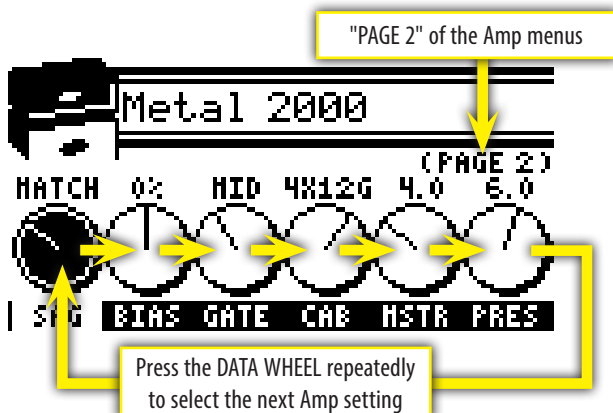 "PAGE 2" of the Amp menus
Metal 2000
(PAGE 2)
MATCH 0% MID 4X12G 4.0 6.0
SAG BIAS GATE CAB MSTR PRES
Press the DATA WHEEL repeatedly
to select the next Amp setting